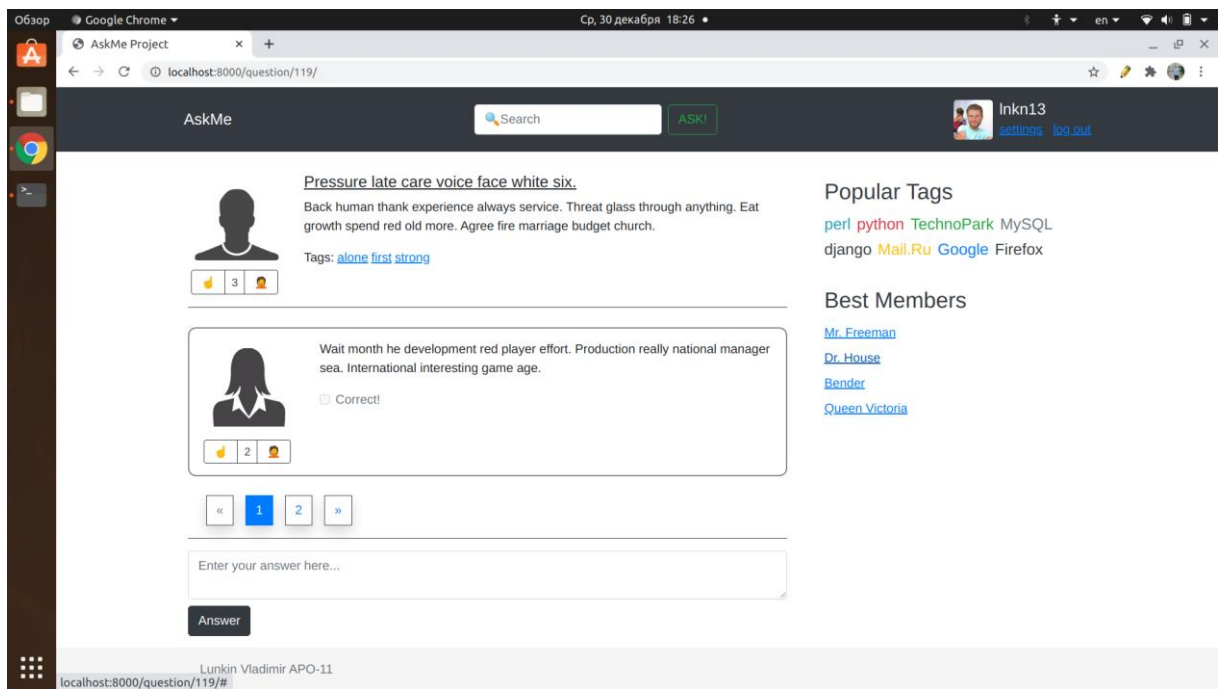 Обзор Google Chrome Ср, 30 декабря 18:26 en
AskMe Project
localhost:8000/question/119/
AskMe Search ASK! lnkn13
settings log out
Pressure late care voice face white six.
Back human thank experience always service. Threat glass through anything. Eat
growth spend red old more. Agree fire marriage budget church.
Tags: alone first strong
3
Wait month he development red player effort. Production really national manager
sea. International interesting game age.
Correct!
2
« 1 2 »
Enter your answer here...
Answer
Popular Tags
perl python TechnoPark MySQL
django Mail.Ru Google Firefox
Best Members
Mr. Freeman
Dr. House
Bender
Queen Victoria
Lunkin Vladimir APO-11
localhost:8000/question/119/#